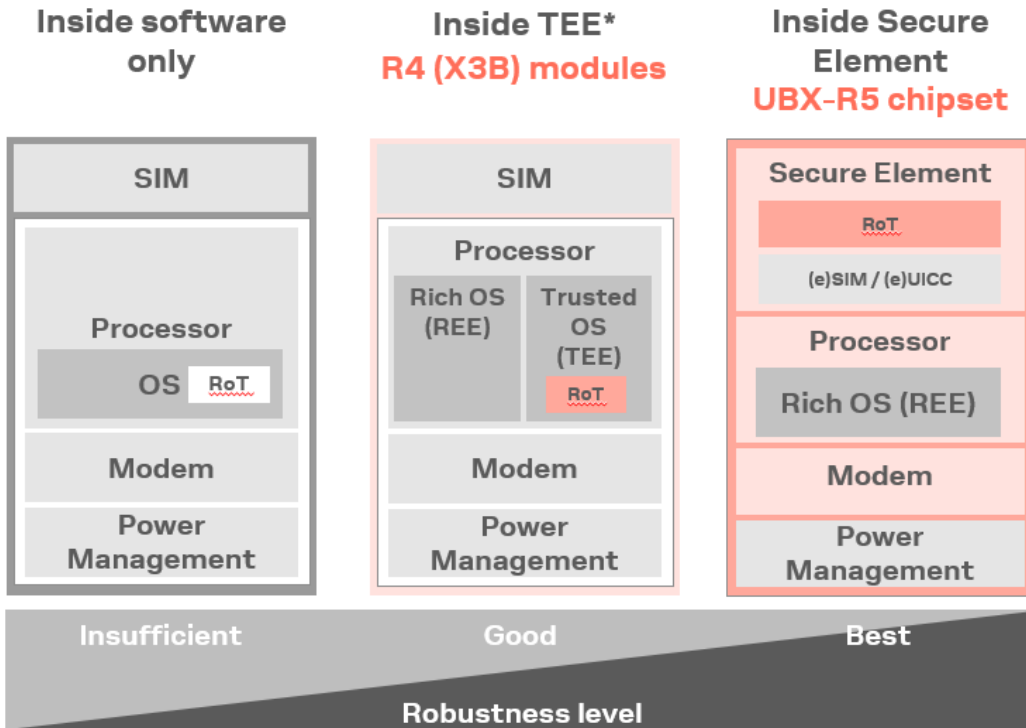 Inside software
only
SIM
Processor
OS
RoT
Modem
Power
Management
Inside TEE*
R4 (X3B) modules
SIM
Processor
Rich OS
(REE)
Trusted
OS
(TEE)
RoT
Modem
Power
Management
Inside Secure
Element
UBX-R5 chipset
Secure Element
RoT
(e)SIM / (e)UICC
Processor
Rich OS (REE)
Modem
Power
Management
Insufficient
Good
Best
Robustness level